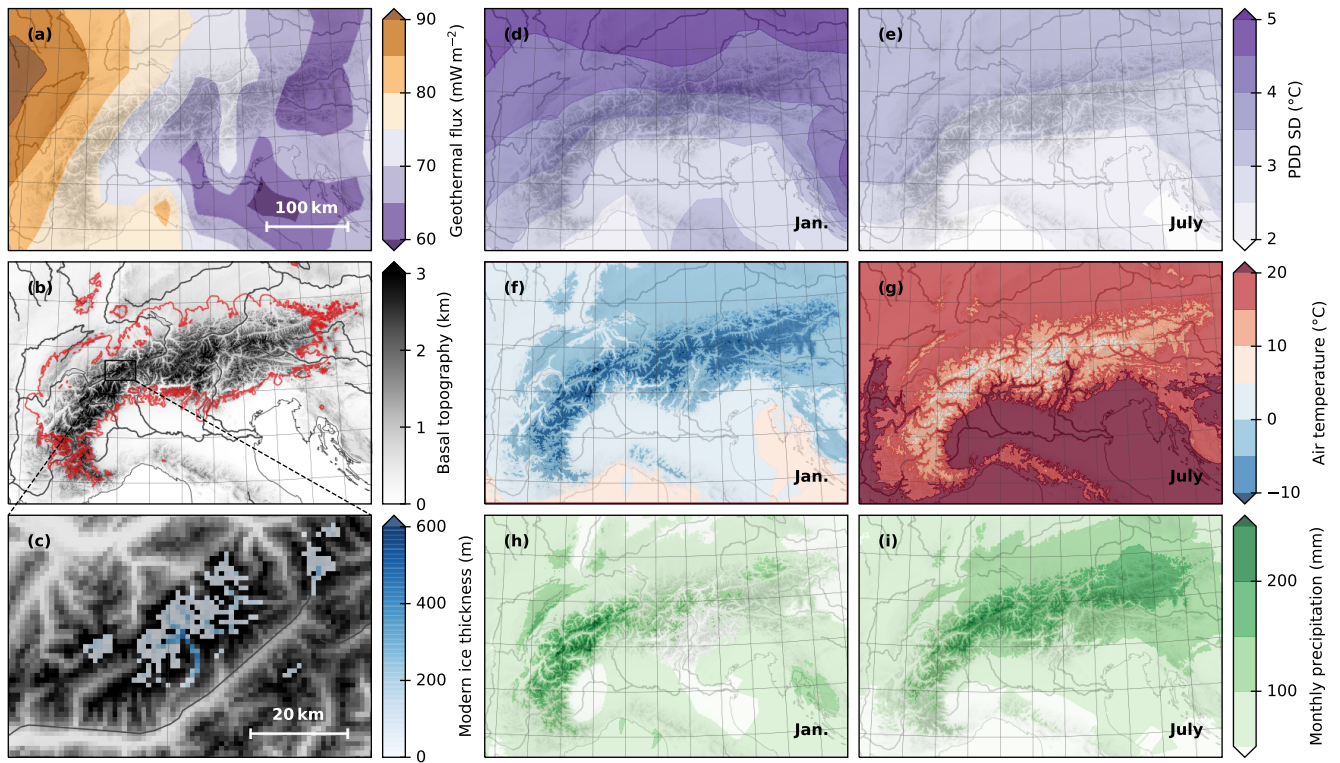 (a)
100 km
90
80
70
60
Geothermal flux (mW m−2)
(d)
Jan.
(e)
July
5
4
3
2
PDD SD (°C)
(b)
3
2
1
0
Basal topography (km)
(f)
Jan.
(g)
July
20
10
0
−10
Air temperature (°C)
(c)
20 km
600
400
200
0
Modern ice thickness (m)
(h)
Jan.
(i)
July
200
100
Monthly precipitation (mm)